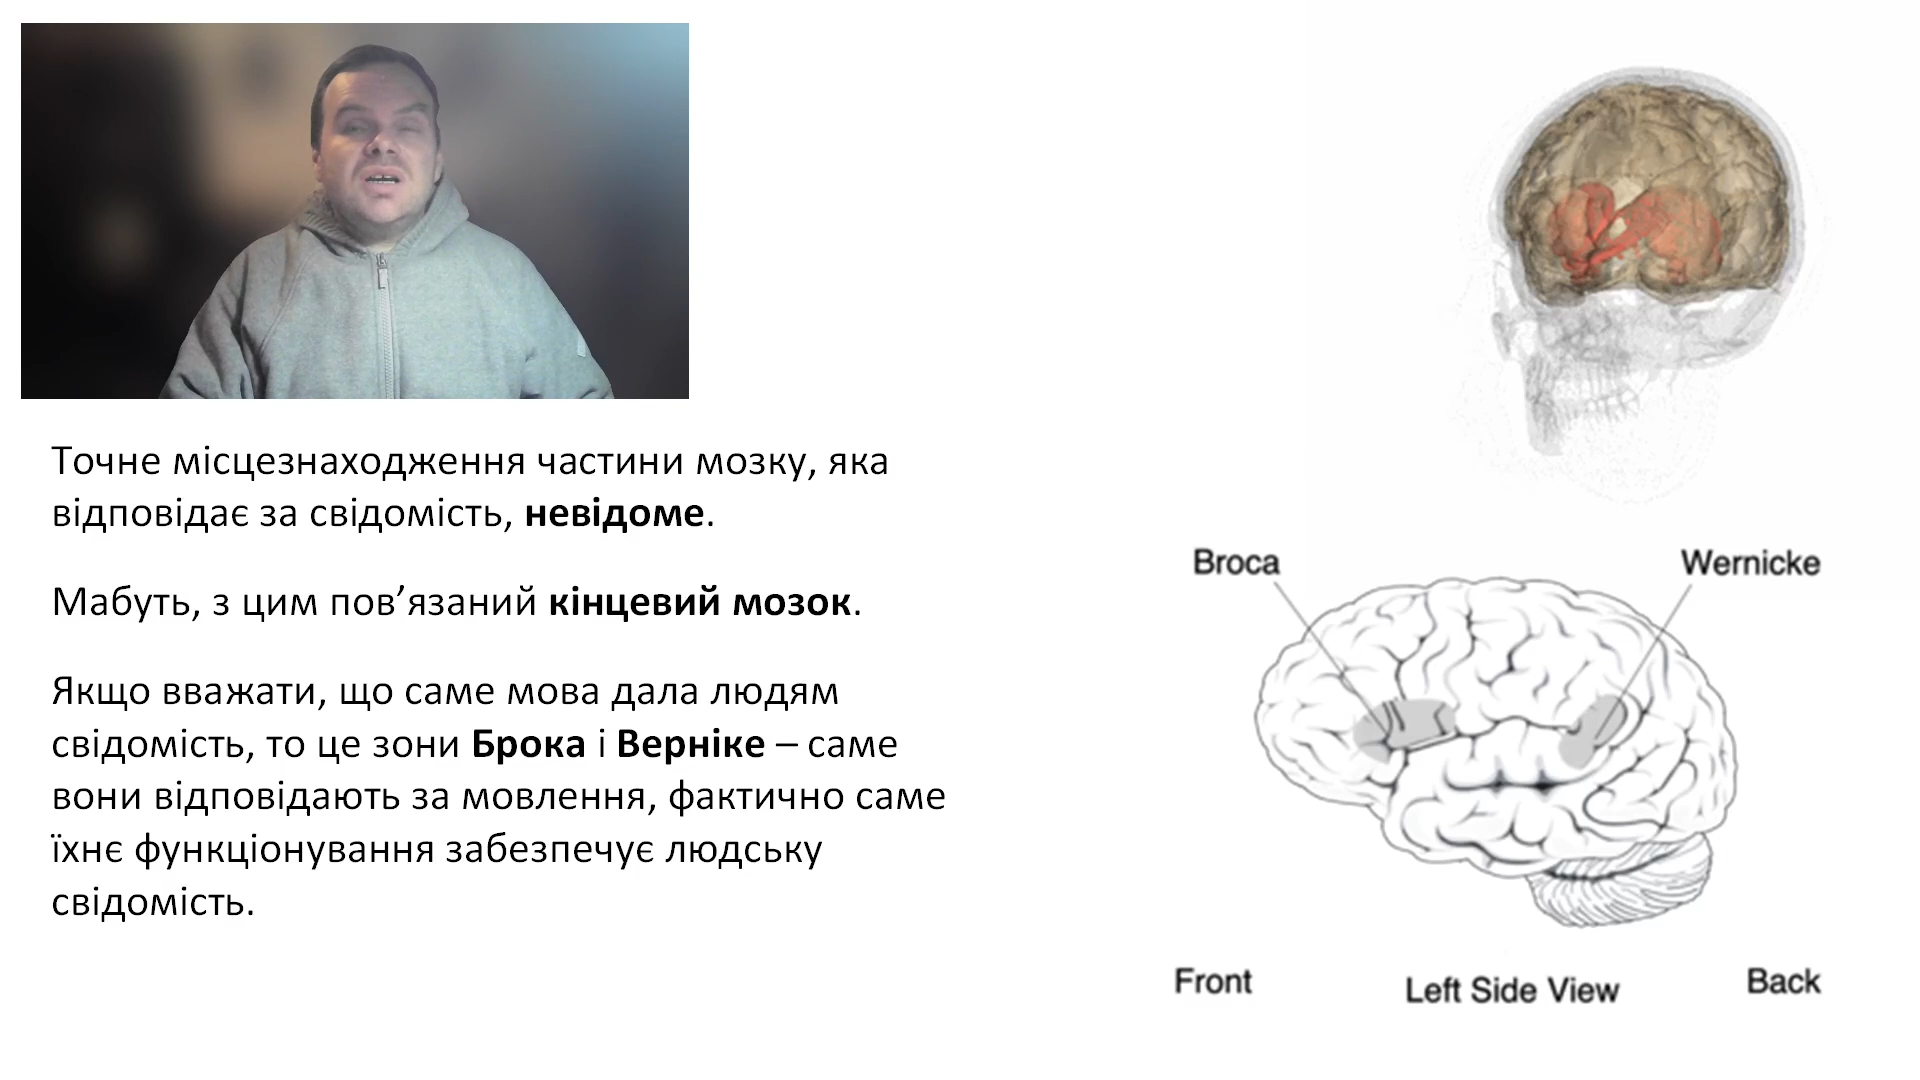 Точне місцезнаходження частини мозку, яка
відповідає за свідомість, невідоме.
Мабуть, з цим пов’язаний кінцевий мозок.
Якщо вважати, що саме мова дала людям
свідомість, то це зони Брока і Верніке – саме
вони відповідають за мовлення, фактично саме
їхнє функціонування забезпечує людську
свідомість.
Broca
Wernicke
Front
Left Side View
Back